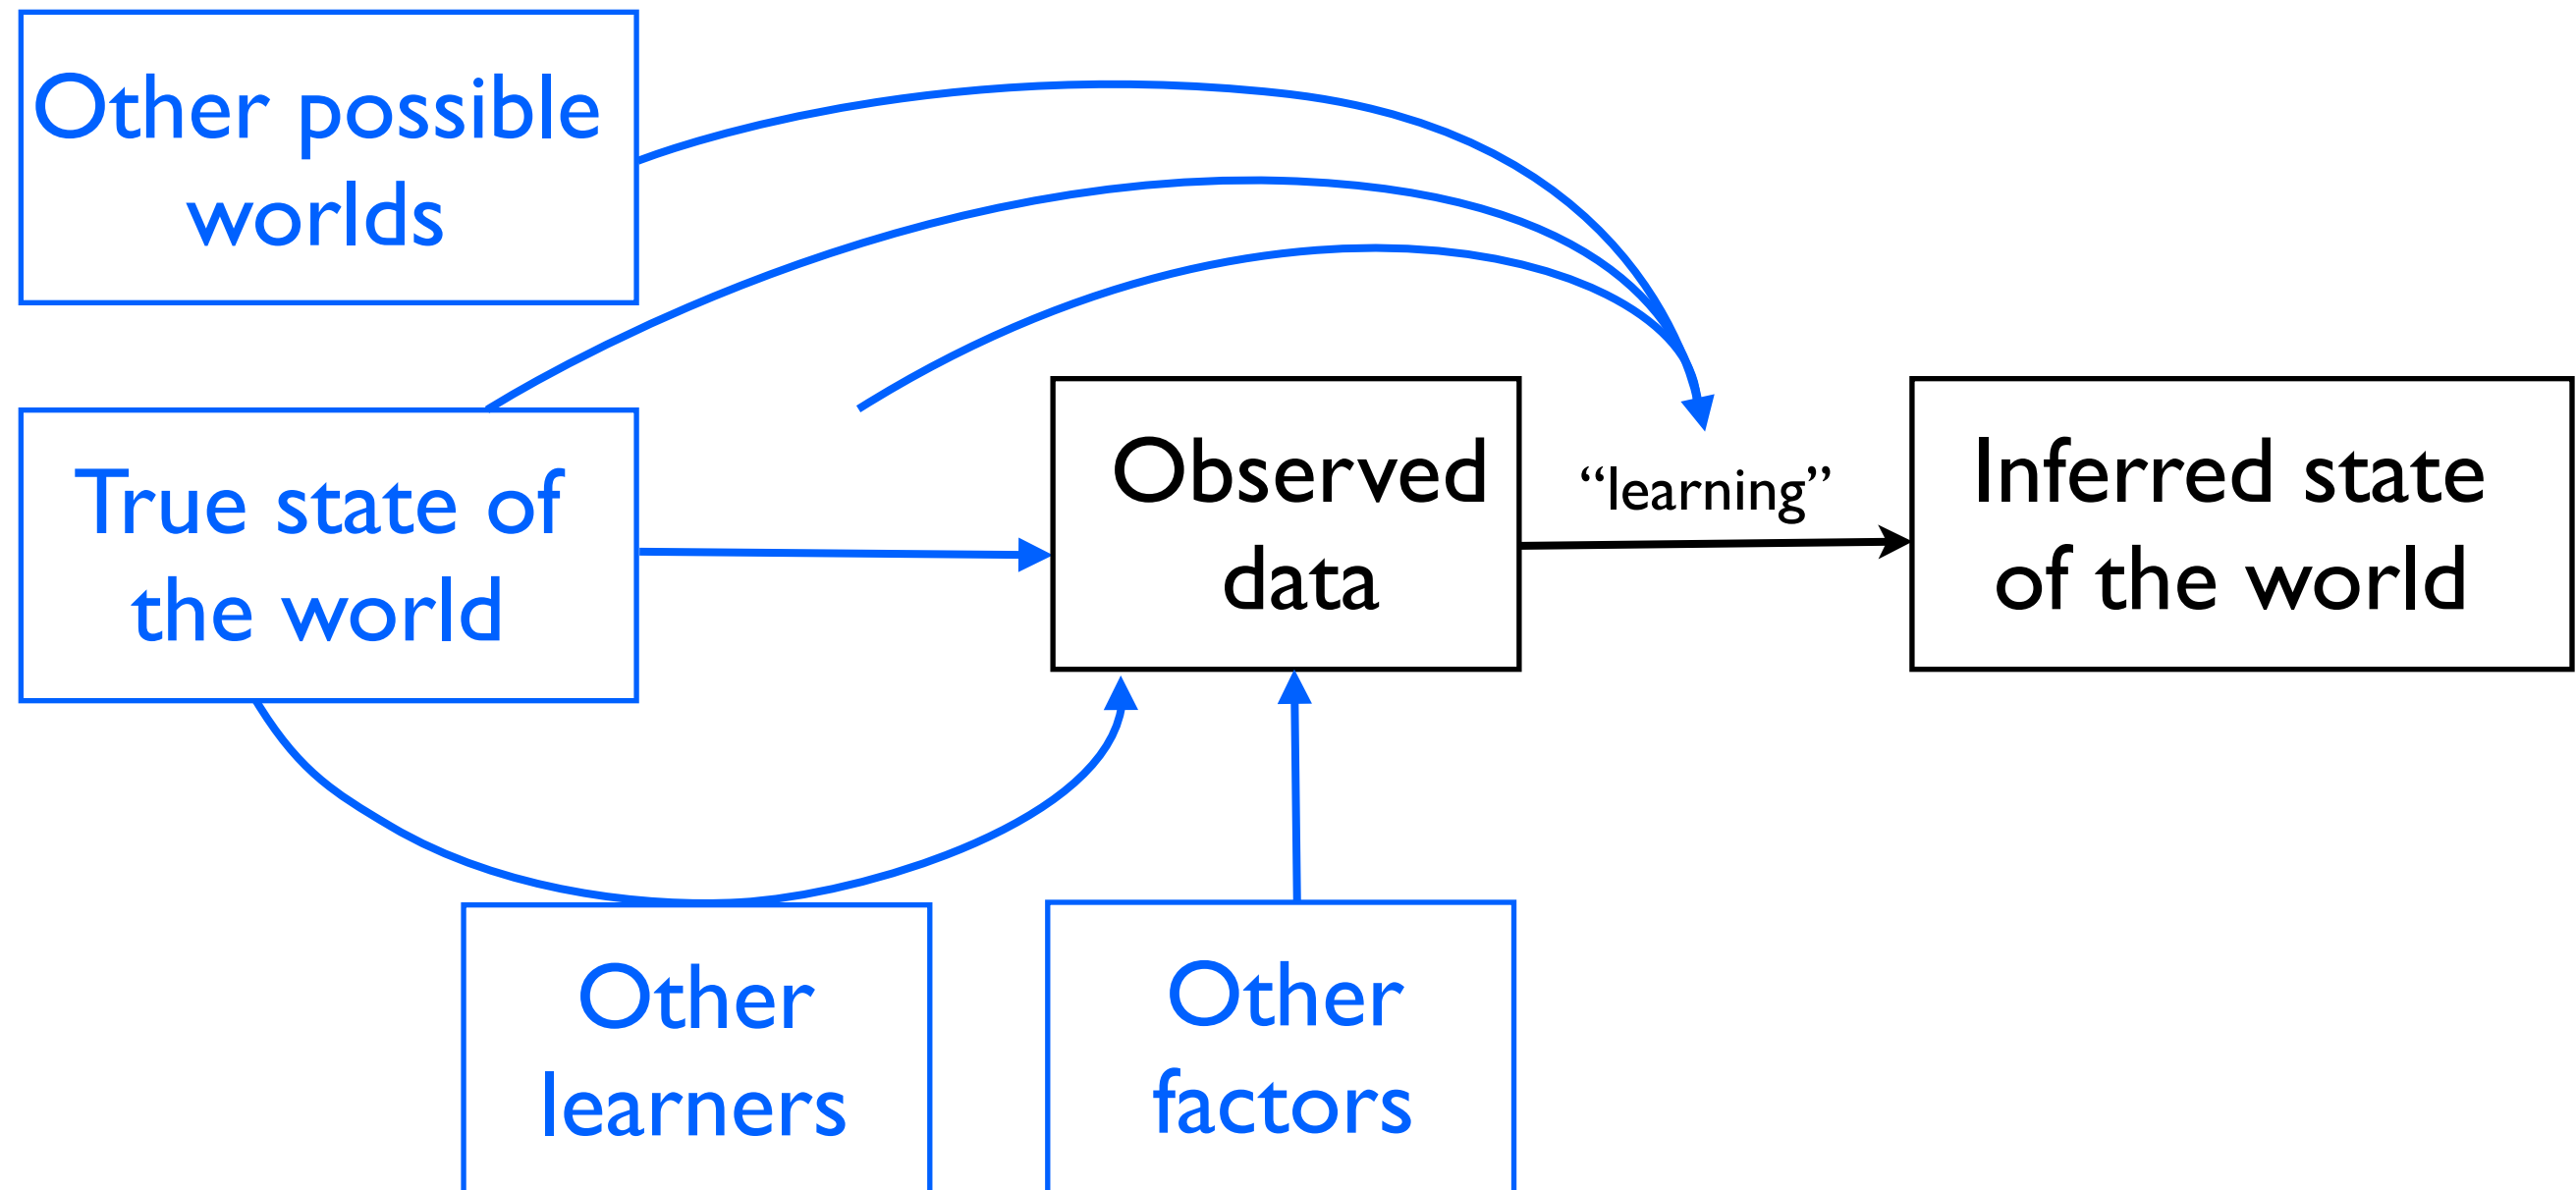 Other possible
worlds
True state of
the world
Observed
data
“learning”
Inferred state
of the world
Other
learners
Other
factors